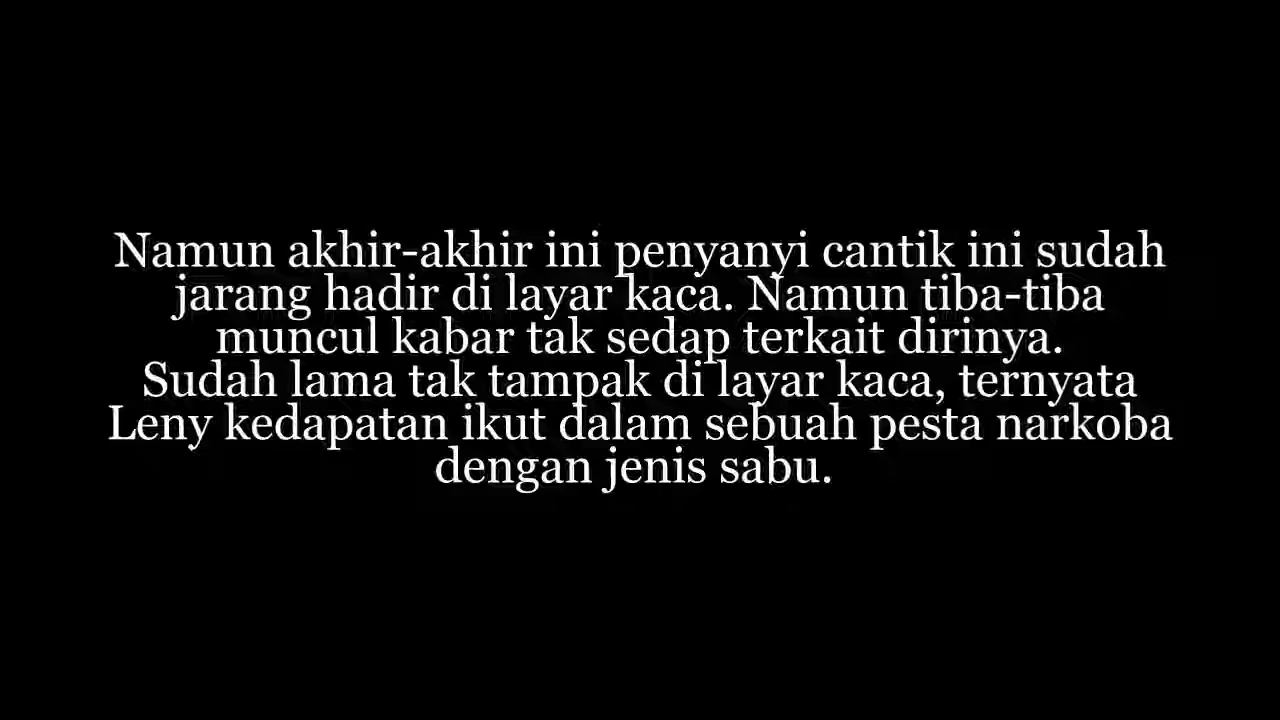 Namun akhir-akhir ini penyanyi cantik ini sudah
jarang hadir di layar kaca. Namun tiba-tiba
muncul kabar tak sedap terkait dirinya.
Sudah lama tak tampak di layar kaca, ternyata
Leny kedapatan ikut dalam sebuah pesta narkoba
dengan jenis sabu.